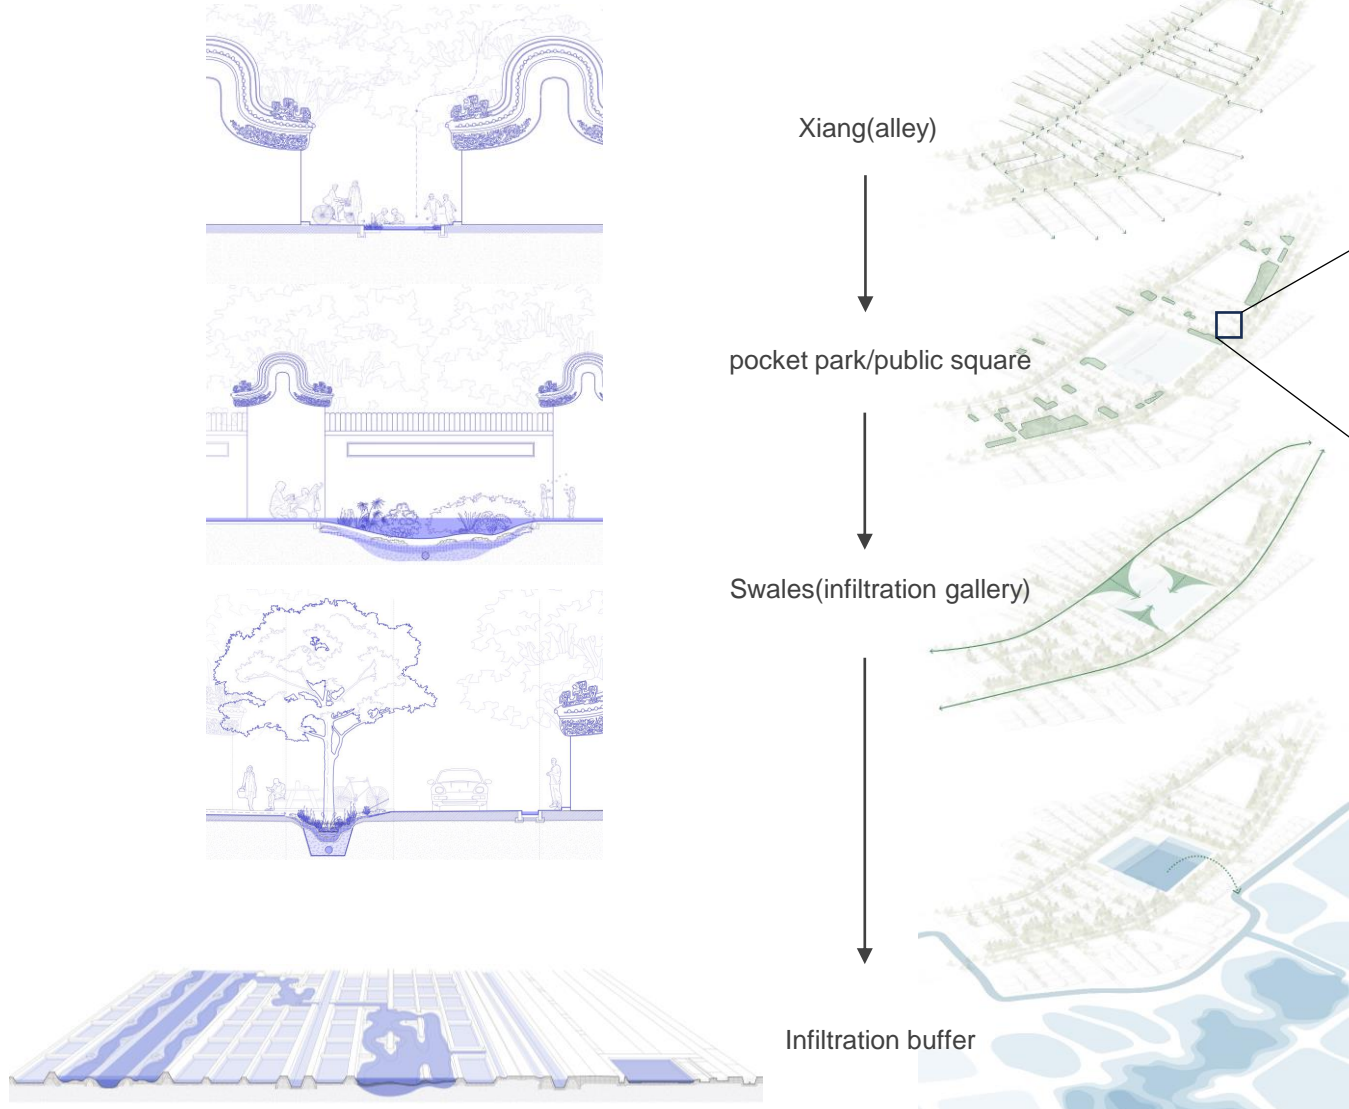 Xiang(alley)
pocket park/public square
Swales(infiltration gallery)
Infiltration buffer